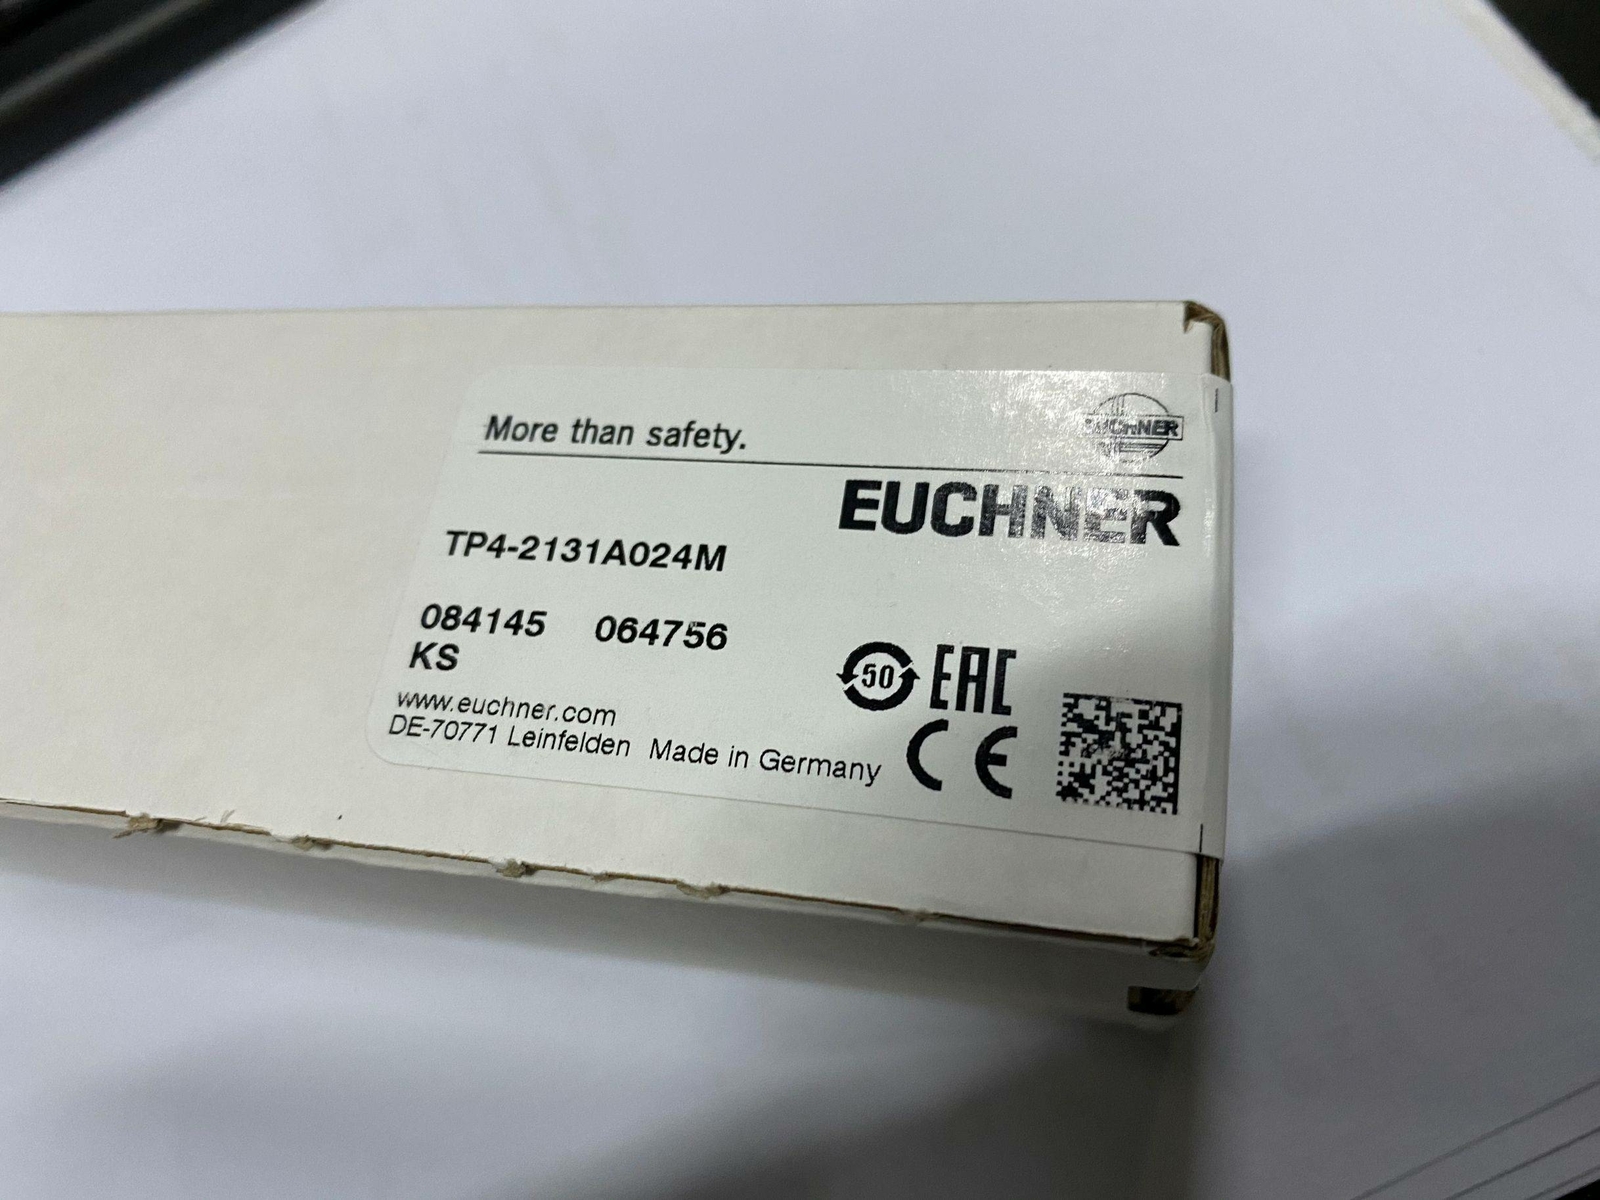 More than safety.
EUCHNER
EUCHNER
TP4-2131A024M
084145 064756
KS
50 EAC
www.euchner.com
DE-70771 Leinfelden Made in Germany CE